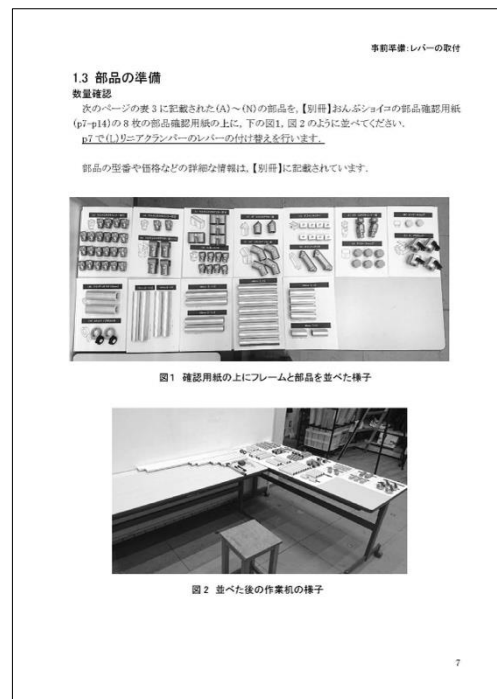 事前準備:レバーの取付
1.3 部品の準備
数量確認
次のページの表3に記載された(A)～(N)の部品を,【別冊】おんぶショイコの部品確認用紙
(p7-p14)の8枚の部品確認用紙の上に,下の図1,図2のように並べてください.
p7で(L)リニアクランパーのレバーの付け替えを行います.
部品の型番や価格などの詳細な情報は,【別冊】に記載されています.
図1 確認用紙の上にフレームと部品を並べた様子
図2 並べた後の作業机の様子
7